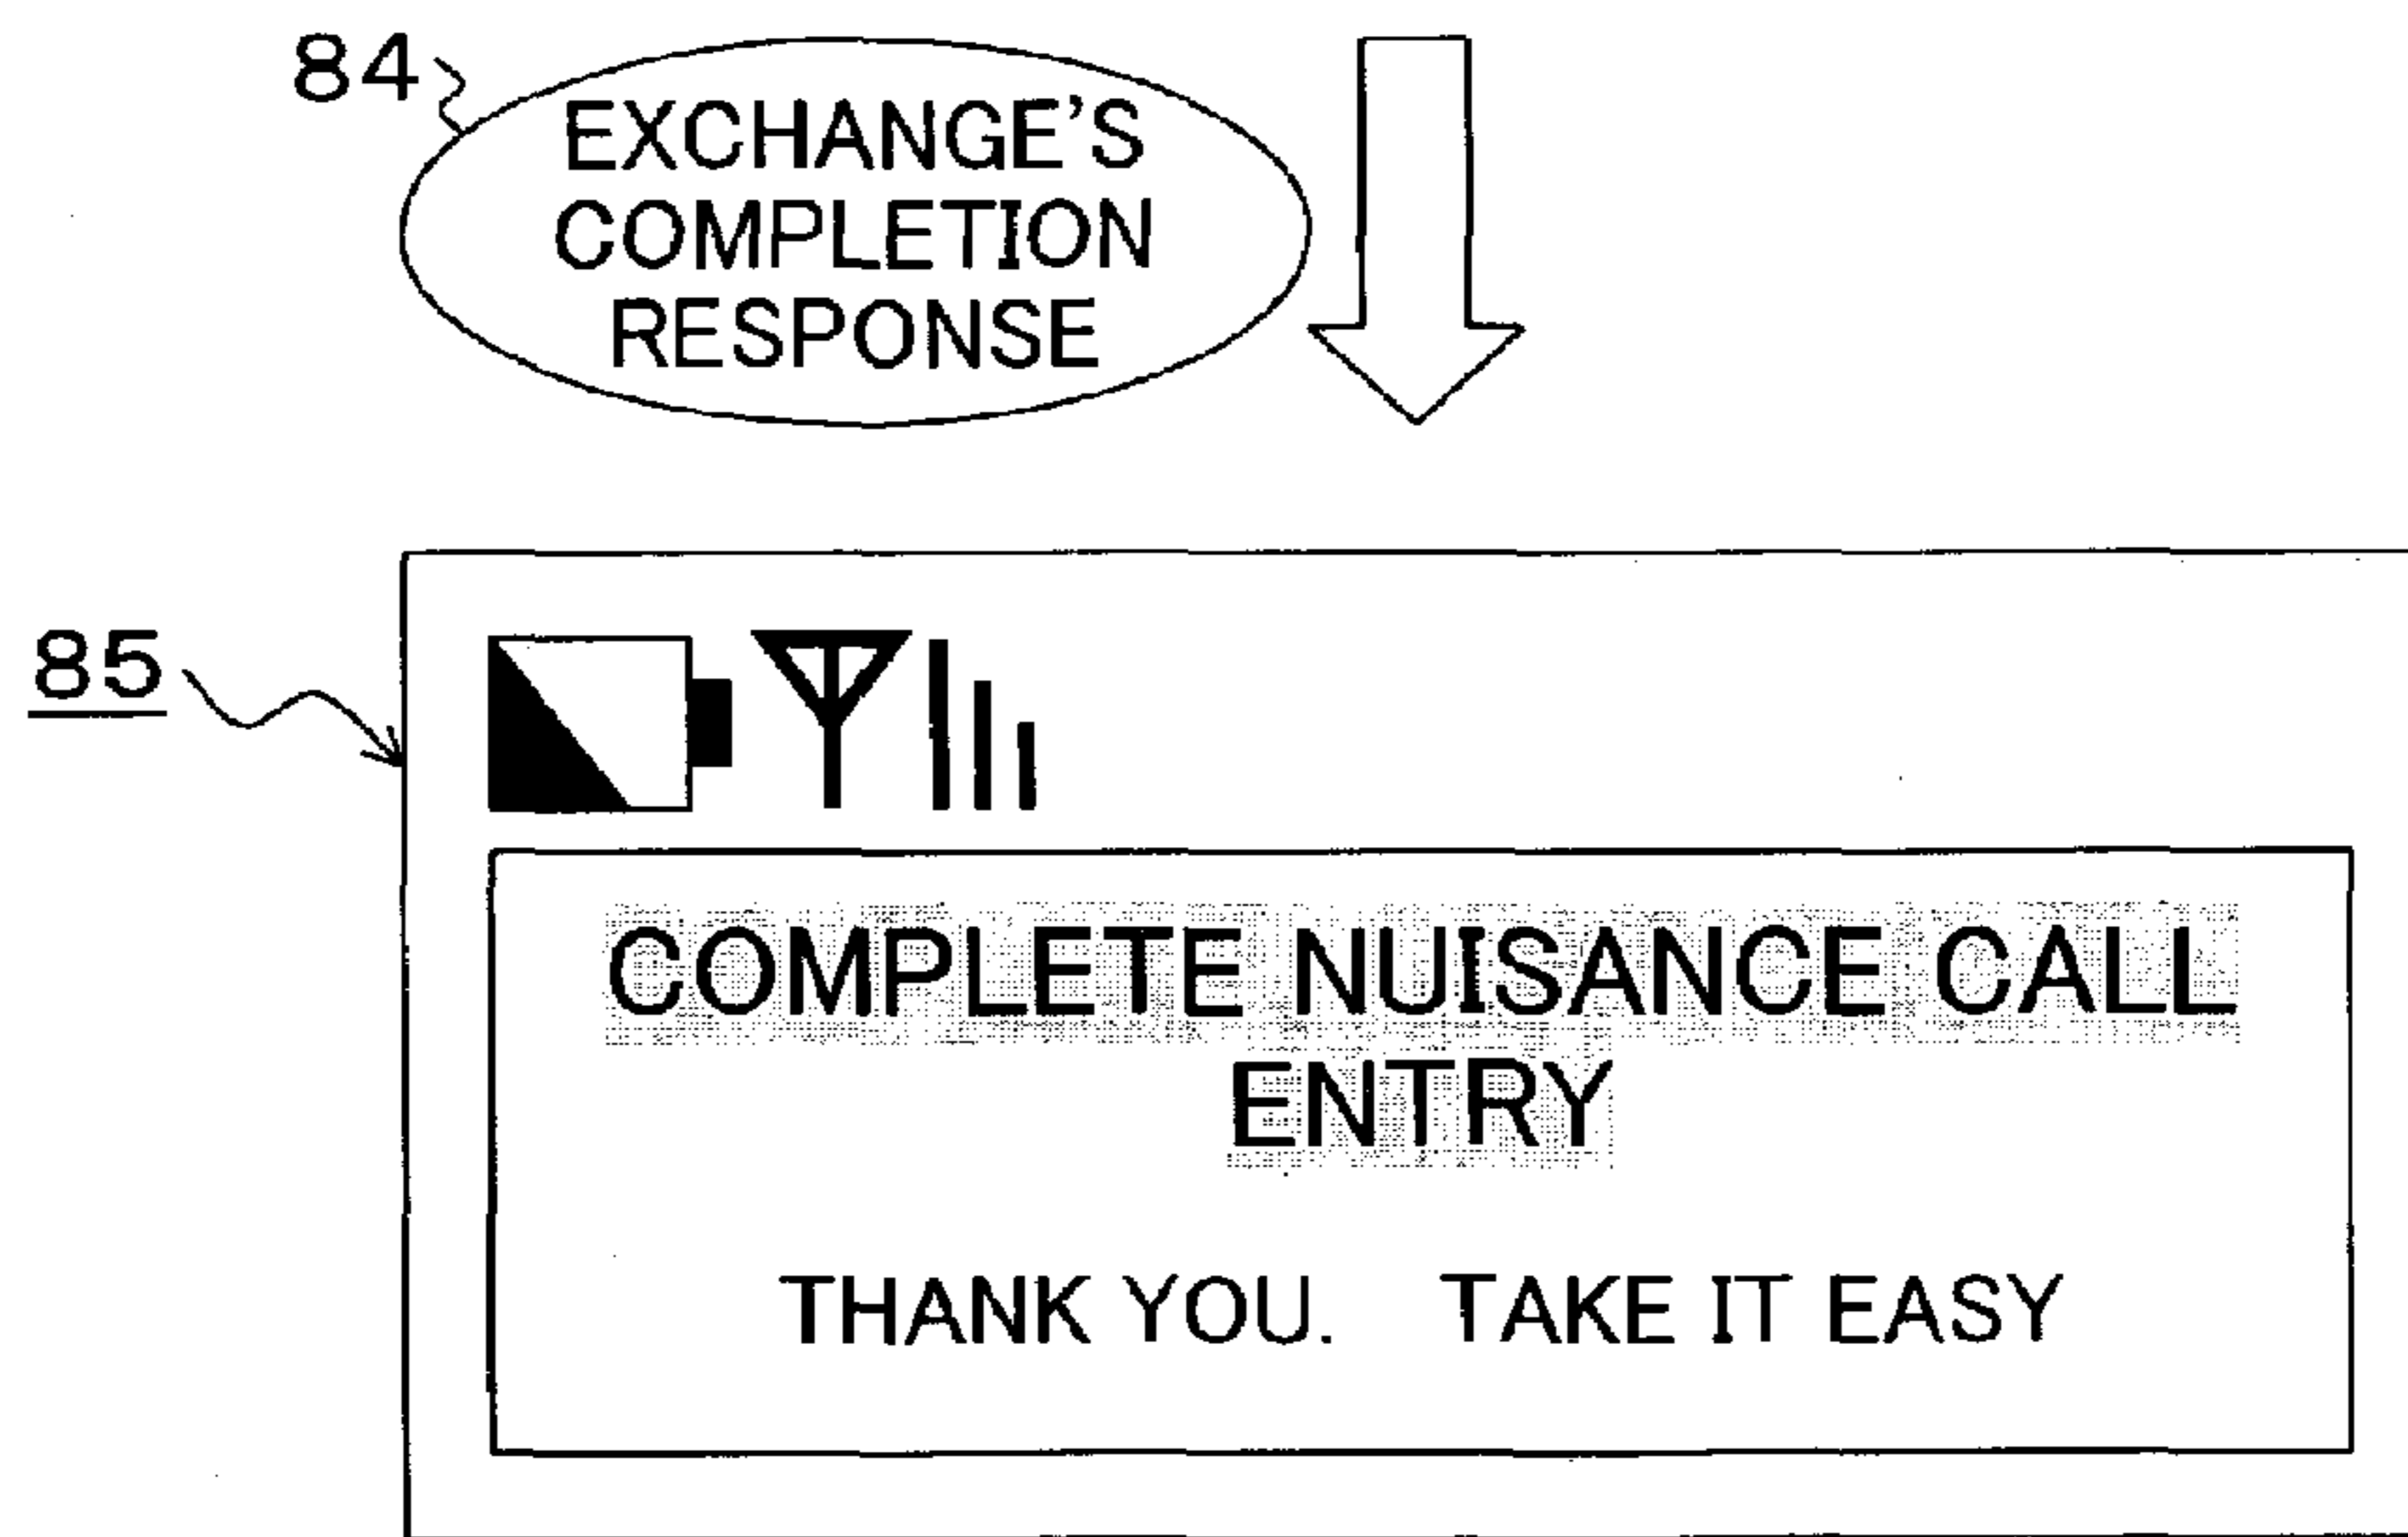 84
EXCHANGE'S
COMPLETION
RESPONSE
85
COMPLETE NUISANCE CALL
ENTRY
THANK YOU. TAKE IT EASY